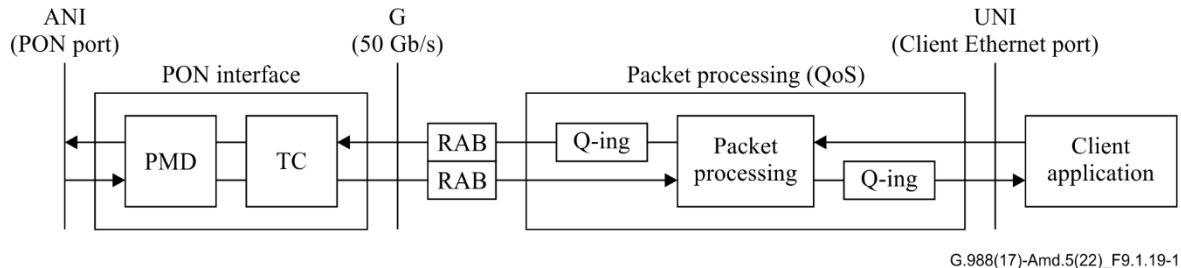 ANI
(PON port)
G
(50 Gb/s)
UNI
(Client Ethernet port)
PON interface
Packet processing (QoS)
PMD
TC
RAB
RAB
Q-ing
Packet
processing
Q-ing
Client
application
G.988(17)-Amd.5(22)_F9.1.19-1